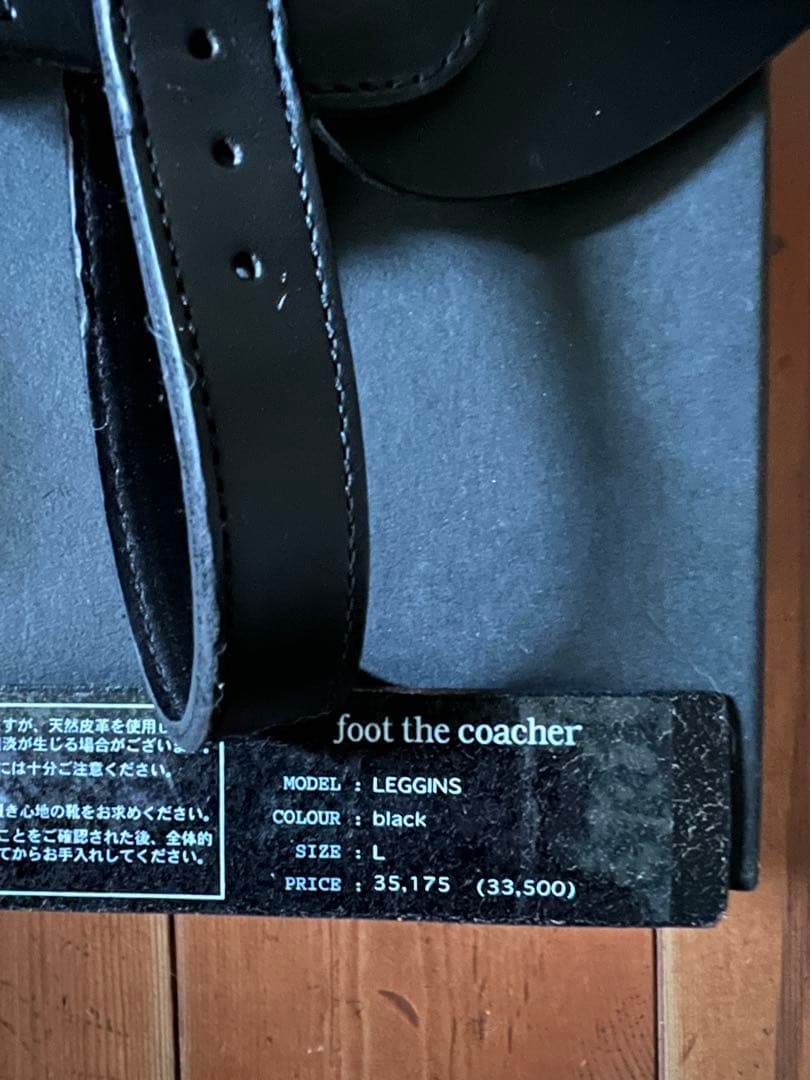 すが、天然皮革を使用し
淡が生じる場合がございま
には十分ご注意ください。
き心地の靴をお求めください。
ことをご確認された後、全体的
てからお手入れしてください。
foot the coacher
MODEL : LEGGINS
COLOUR : black
SIZE : L
PRICE : 35,175 (33,500)